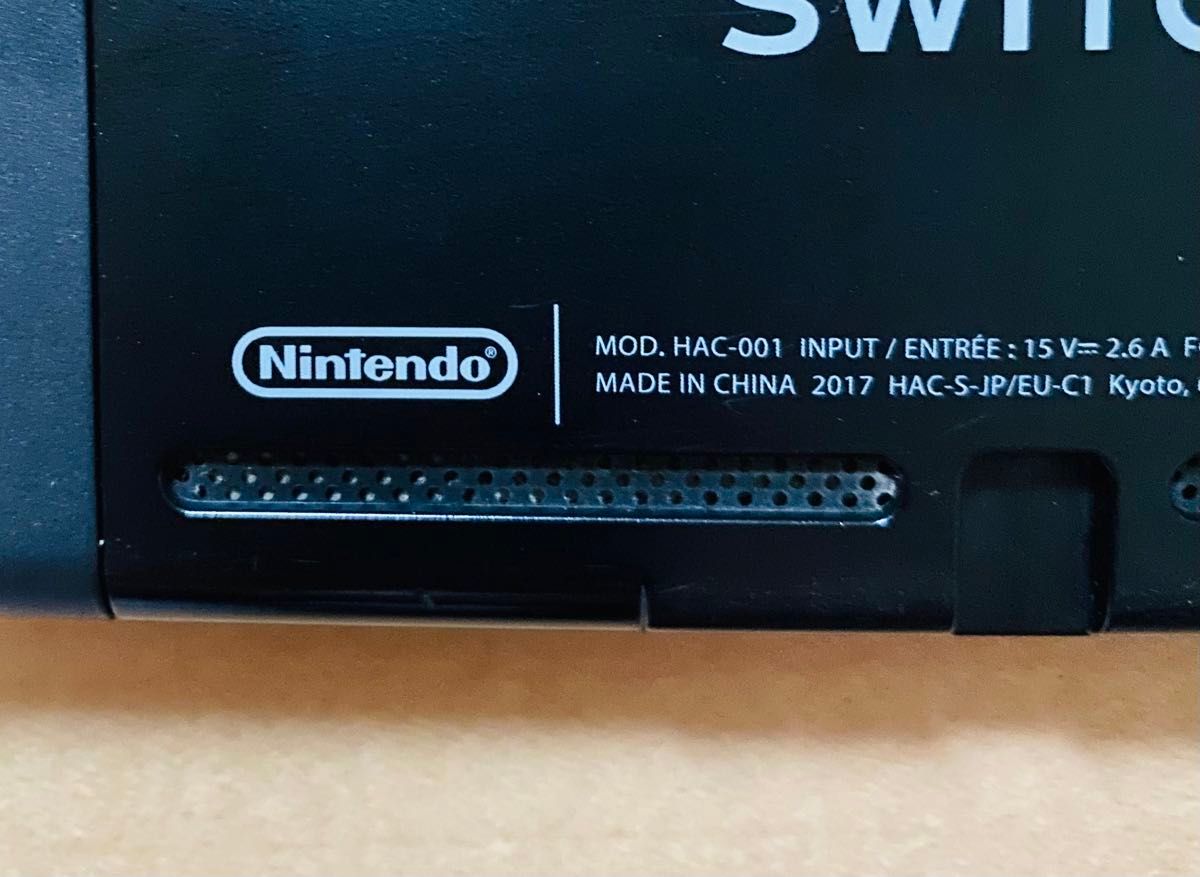 SWITC
Nintendo®
MOD. HAC-001 INPUT / ENTRÉE : 15 V⎓ 2.6 A F
MADE IN CHINA 2017 HAC-S-JP/EU-C1 Kyoto,